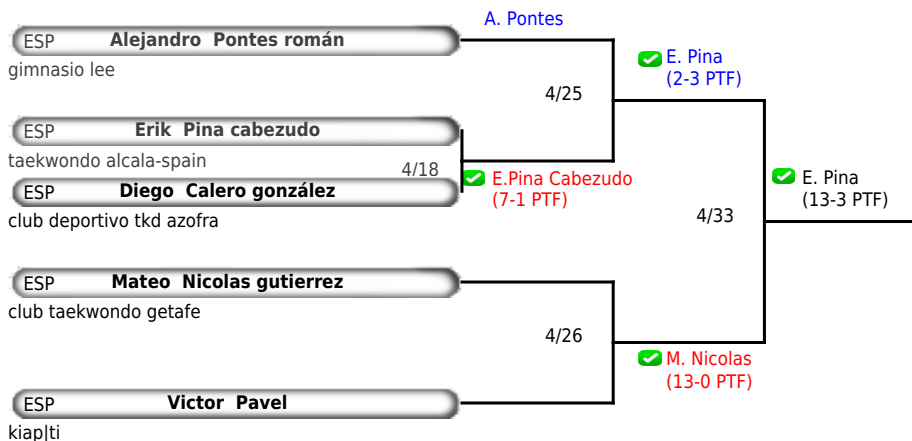 A. Pontes
ESP Alejandro Pontes román
gimnasio lee
E. Pina
(2-3 PTF)
4/25
ESP Erik Pina cabezudo
taekwondo alcala-spain
4/18
E.Pina Cabezudo
(7-1 PTF)
ESP Diego Calero gonzález
club deportivo tkd azofra
E. Pina
(13-3 PTF)
4/33
ESP Mateo Nicolas gutierrez
club taekwondo getafe
4/26
M. Nicolas
(13-0 PTF)
ESP Victor Pavel
kiap|ti